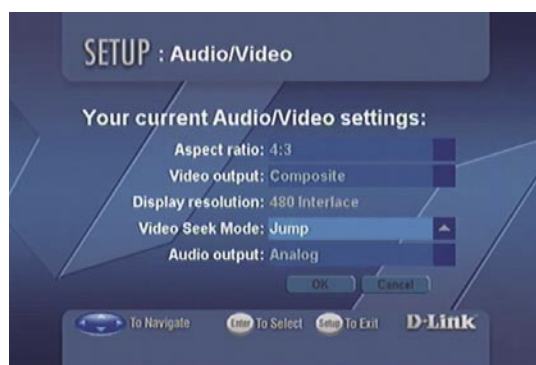 SETUP : Audio/Video
Your current Audio/Video settings:
Aspect ratio: 4:3
Video output: Composite
Display resolution: 480 Interlace
Video Seek Mode: Jump
Audio output: Analog
OK Cancel
To Navigate Enter To Select Setup To Exit D-Link